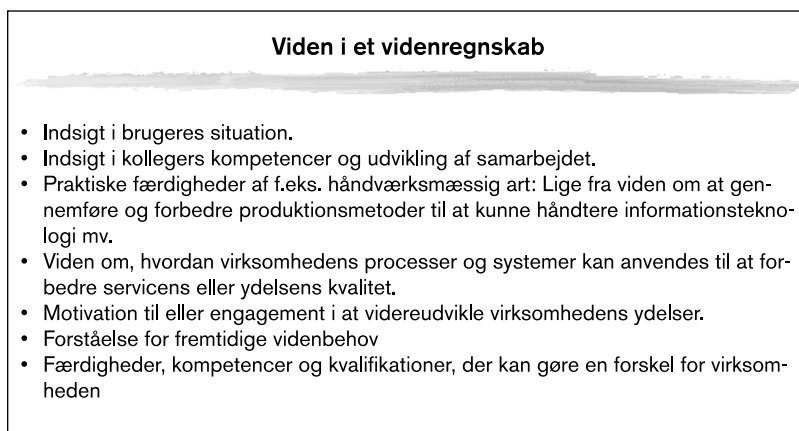 Viden i et videnregnskab
• Indsigt i brugeres situation.
• Indsigt i kollegers kompetencer og udvikling af samarbejdet.
• Praktiske færdigheder af f.eks. håndværksmæssig art: Lige fra viden om at gen-
nemføre og forbedre produktionsmetoder til at kunne håndtere informationstekno-
logi mv.
• Viden om, hvordan virksomhedens processer og systemer kan anvendes til at for-
bedre servicens eller ydelsens kvalitet.
• Motivation til eller engagement i at videreudvikle virksomhedens ydelser.
• Forståelse for fremtidige videnbehov
• Færdigheder, kompetencer og kvalifikationer, der kan gøre en forskel for virksom-
heden